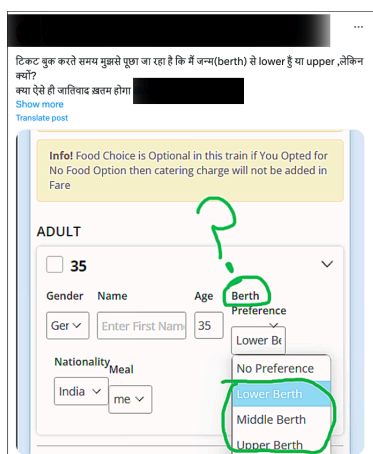 टिकट बुक करते समय मुझसे पूछा जा रहा है कि मैं जन्म(berth) से lower हूँ या upper ,लेकिन
क्यों?
क्या ऐसे ही जातिवाद ख़तम होगा
Show more
Translate post
Info! Food Choice is Optional in this train if You Opted for
No Food Option then catering charge will not be added in
Fare
ADULT
35
Gender Name Age Berth
Preference
Ger Enter First Nam 35 Lower Be
Nationality Meal
India me
No Preference
Lower Berth
Middle Berth
Upper Berth